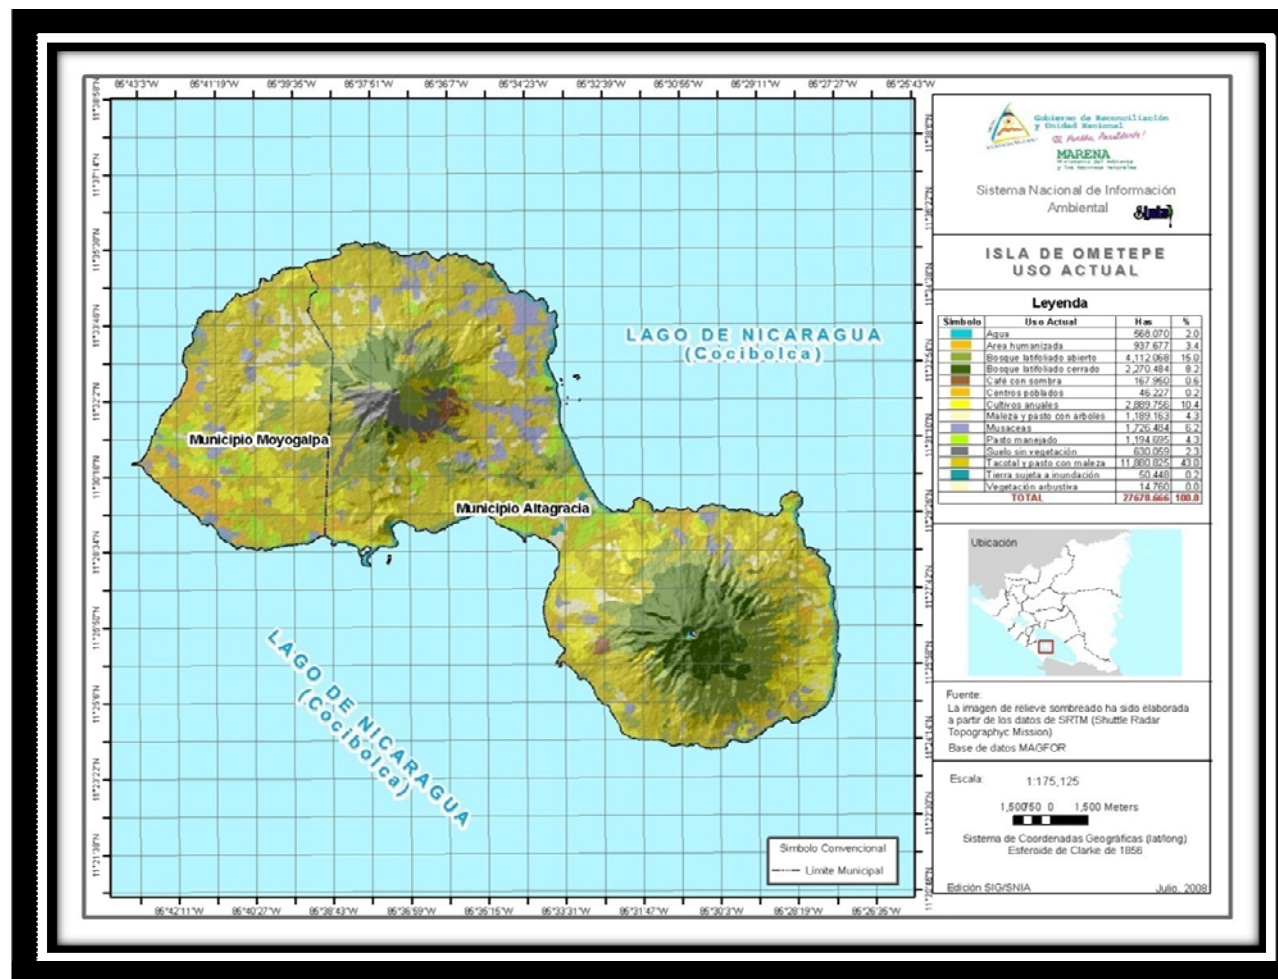 85°43'3"W 85°41'19"W 85°39'35"W 85°37'51"W 85°36'7"W 85°34'23"W 85°32'39"W 85°30'55"W 85°29'11"W 85°27'27"W 85°25'43"W
Gobierno de Reconciliación
y Unidad Nacional
El Pueblo, Presidente!
MARENA
Ministerio del Ambiente
y los Recursos Naturales
Sistema Nacional de Información
Ambiental
ISLA DE OMETEPE
USO ACTUAL
Leyenda
Simbolo Uso Actual Has %
Agua 568.070 2.0
Area humanizada 937.677 3.4
Bosque latifoliado abierto 4,112.068 15.0
Bosque latifoliado cerrado 2,270.484 8.2
Café con sombra 167.950 0.6
Centros poblados 46.227 0.2
Cultivos anuales 2,889.756 10.4
Maleza y pasto con arboles 1,189.163 4.3
Musaceas 1,726.484 6.2
Pasto manejado 1,194.695 4.3
Suelo sin vegetación 630.059 2.3
Tacotal y pasto con maleza 11,880.825 43.0
Tierra sujeta a inundación 50.448 0.2
Vegetación arbustiva 14.760 0.0
TOTAL 27678.666 100.0
LAGO DE NICARAGUA
(Cocibolca)
Municipio Moyogalpa
Municipio Altagracia
LAGO DE NICARAGUA
(Cocibolca)
Ubicación
Fuente:
La imagen de relieve sombreado ha sido elaborada
a partir de los datos de SRTM (Shuttle Radar
Topographyc Mission)
Base de datos MAGFOR
Escala: 1:175,125
1,500750 0 1,500 Meters
Sistema de Coordenadas Geográficas (lat/long)
Esferoide de Clarke de 1856
Simbolo Convencional
Límite Municipal
Edición SIG/SNIA Julio, 2008
85°42'11"W 85°40'27"W 85°38'43"W 85°36'59"W 85°35'15"W 85°33'31"W 85°31'47"W 85°30'3"W 85°28'19"W 85°26'35"W